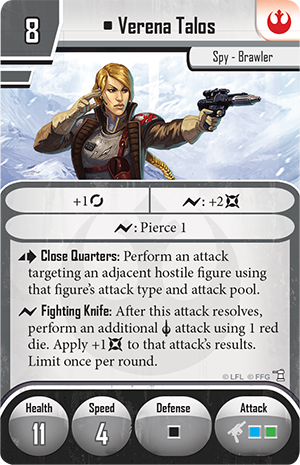 8
Verena Talos
Spy - Brawler
+1
: +2
: Pierce 1
Close Quarters: Perform an attack
targeting an adjacent hostile figure using
that figure's attack type and attack pool.
Fighting Knife: After this attack resolves,
perform an additional attack using 1 red
die. Apply +1 to that attack's results.
Limit once per round.
© LFL © FFG
Health
Speed
Defense
Attack
11
4